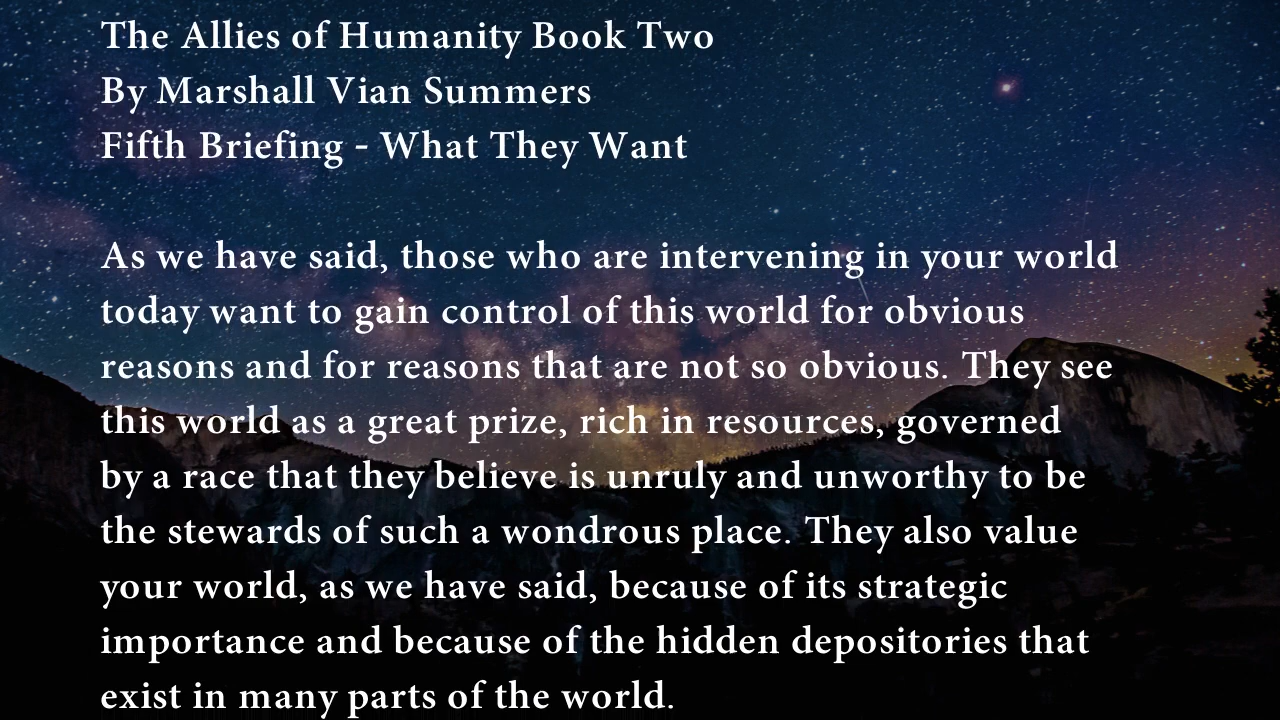 The Allies of Humanity Book Two
By Marshall Vian Summers
Fifth Briefing - What They Want
As we have said, those who are intervening in your world
today want to gain control of this world for obvious
reasons and for reasons that are not so obvious. They see
this world as a great prize, rich in resources, governed
by a race that they believe is unruly and unworthy to be
the stewards of such a wondrous place. They also value
your world, as we have said, because of its strategic
importance and because of the hidden depositories that
exist in many parts of the world.